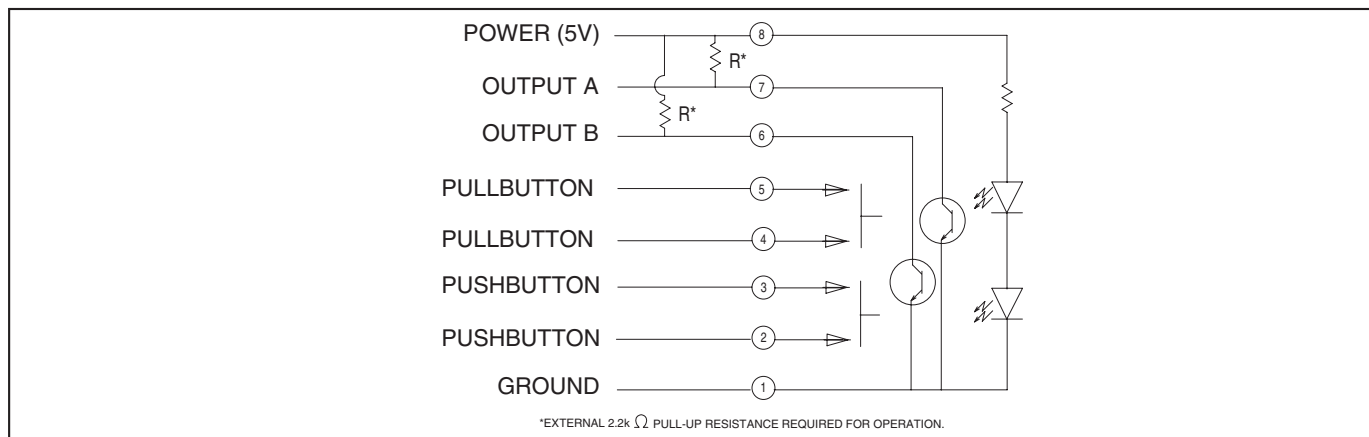 POWER (5V) 8
R*
OUTPUT A 7
R*
OUTPUT B 6
PULLBUTTON 5
PULLBUTTON 4
PUSHBUTTON 3
PUSHBUTTON 2
GROUND 1
*EXTERNAL 2.2k Ω PULL-UP RESISTANCE REQUIRED FOR OPERATION.